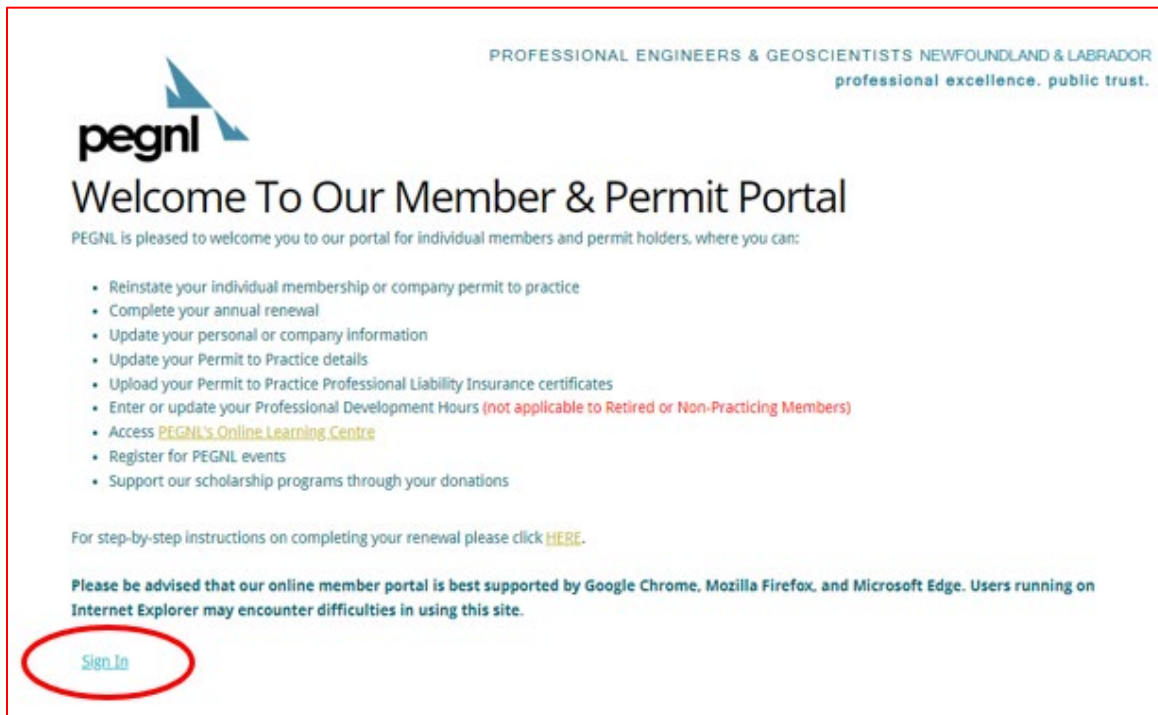 PROFESSIONAL ENGINEERS & GEOSCIENTISTS NEWFOUNDLAND & LABRADOR
professional excellence. public trust.
pegnl
Welcome To Our Member & Permit Portal
PEGNL is pleased to welcome you to our portal for individual members and permit holders, where you can:
• Reinstate your individual membership or company permit to practice
• Complete your annual renewal
• Update your personal or company information
• Update your Permit to Practice details
• Upload your Permit to Practice Professional Liability Insurance certificates
• Enter or update your Professional Development Hours (not applicable to Retired or Non-Practicing Members)
• Access PEGNL's Online Learning Centre
• Register for PEGNL events
• Support our scholarship programs through your donations
For step-by-step instructions on completing your renewal please click HERE.
Please be advised that our online member portal is best supported by Google Chrome, Mozilla Firefox, and Microsoft Edge. Users running on
Internet Explorer may encounter difficulties in using this site.
Sign In